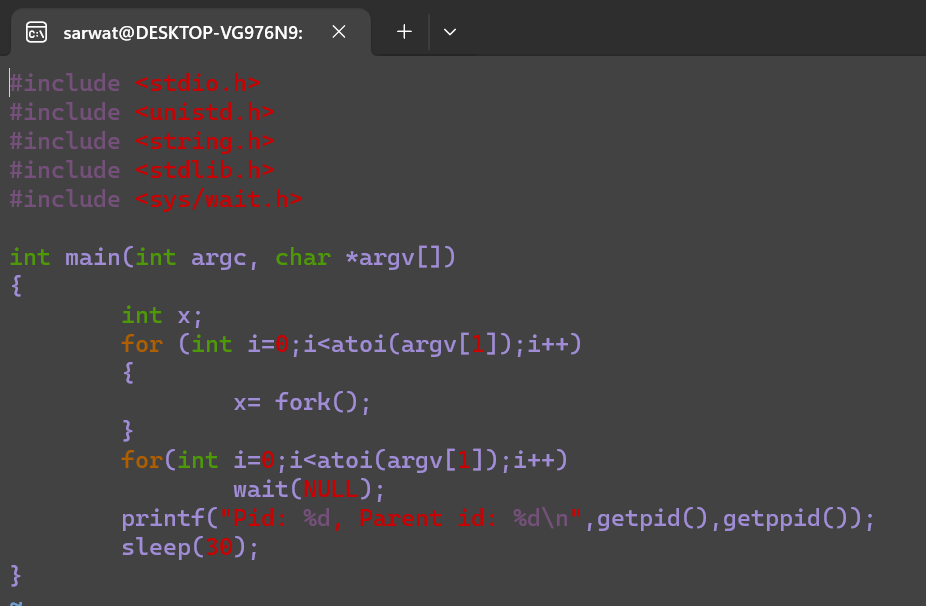 sarwat@DESKTOP-VG976N9:
#include <stdio.h>
#include <unistd.h>
#include <string.h>
#include <stdlib.h>
#include <sys/wait.h>

int main(int argc, char *argv[])
{
        int x;
        for (int i=0;i<atoi(argv[1]);i++)
        {
                x= fork();
        }
        for(int i=0;i<atoi(argv[1]);i++)
                wait(NULL);
        printf("Pid: %d, Parent id: %d\n",getpid(),getppid());
        sleep(30);
}
~